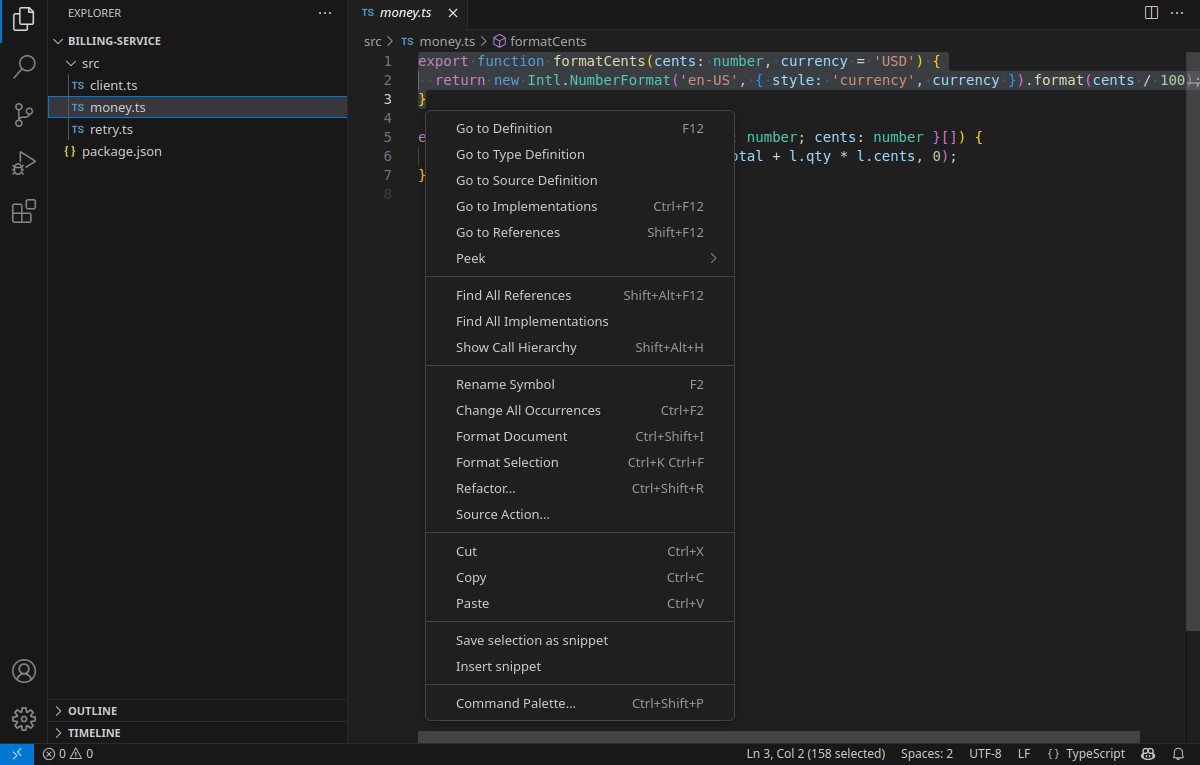 EXPLORER
BILLING-SERVICE
src
TS client.ts
TS money.ts
TS retry.ts
{} package.json
OUTLINE
TIMELINE
TS money.ts
src > TS money.ts > formatCents
1 export function formatCents(cents: number, currency = 'USD') {
2 return new Intl.NumberFormat('en-US', { style: 'currency', currency }).format(cents / 100);
3 }
4
5 e number; cents: number }[]) {
6 total + l.qty * l.cents, 0);
7 }
8
Go to Definition F12
Go to Type Definition
Go to Source Definition
Go to Implementations Ctrl+F12
Go to References Shift+F12
Peek
Find All References Shift+Alt+F12
Find All Implementations
Show Call Hierarchy Shift+Alt+H
Rename Symbol F2
Change All Occurrences Ctrl+F2
Format Document Ctrl+Shift+I
Format Selection Ctrl+K Ctrl+F
Refactor... Ctrl+Shift+R
Source Action...
Cut Ctrl+X
Copy Ctrl+C
Paste Ctrl+V
Save selection as snippet
Insert snippet
Command Palette... Ctrl+Shift+P
0 0 Ln 3, Col 2 (158 selected) Spaces: 2 UTF-8 LF {} TypeScript